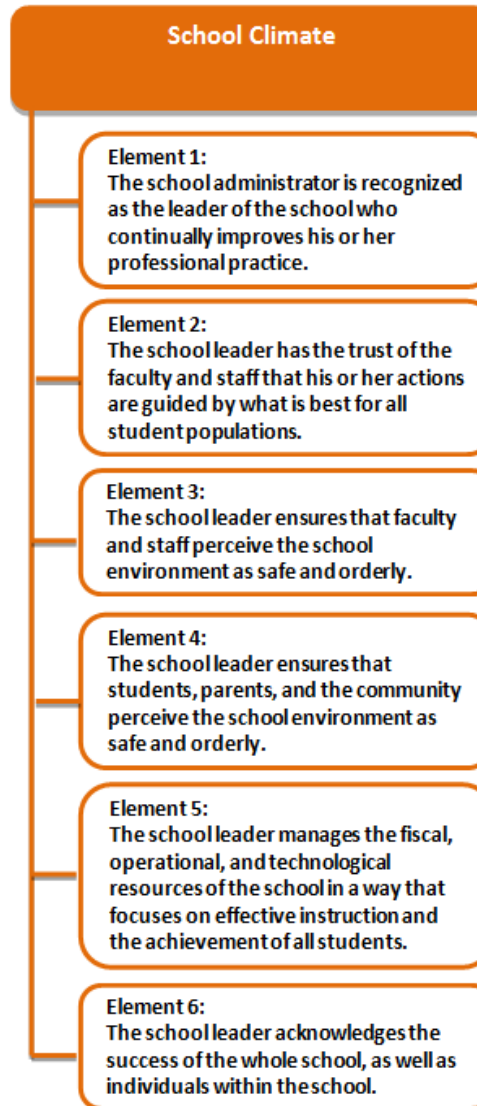 School Climate
Element 1:
The school administrator is recognized
as the leader of the school who
continually improves his or her
professional practice.
Element 2:
The school leader has the trust of the
faculty and staff that his or her actions
are guided by what is best for all
student populations.
Element 3:
The school leader ensures that faculty
and staff perceive the school
environment as safe and orderly.
Element 4:
The school leader ensures that
students, parents, and the community
perceive the school environment as
safe and orderly.
Element 5:
The school leader manages the fiscal,
operational, and technological
resources of the school in a way that
focuses on effective instruction and
the achievement of all students.
Element 6:
The school leader acknowledges the
success of the whole school, as well as
individuals within the school.